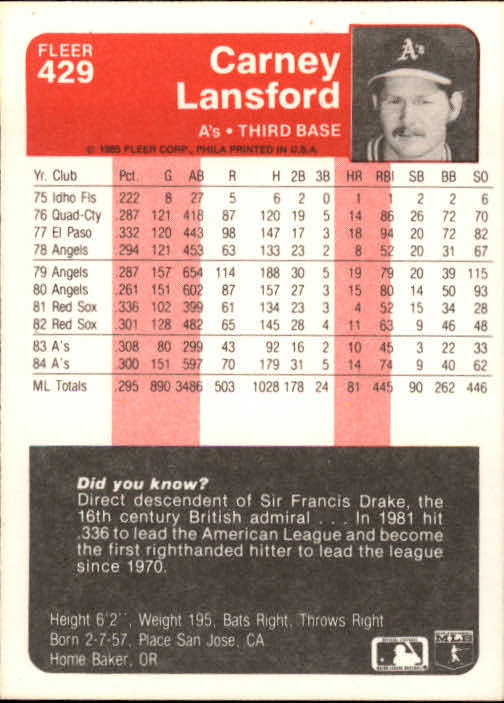 FLEER
429
Carney
Lansford
A's • THIRD BASE
© 1985 FLEER CORP., PHILA PRINTED IN U.S.A.
A's
Yr. Club Pct. G AB R H 2B 3B HR RBI SB BB SO
75 Idho Fls .222 8 27 5 6 2 0 1 1 2 2 6
76 Quad-Cty .287 121 418 87 120 19 5 14 86 26 72 70
77 El Paso .332 120 443 98 147 17 3 18 94 20 72 82
78 Angels .294 121 453 63 133 23 2 8 52 20 31 67
79 Angels .287 157 654 114 188 30 5 19 79 20 39 115
80 Angels .261 151 602 87 157 27 3 15 80 14 50 93
81 Red Sox .336 102 399 61 134 23 3 4 52 15 34 28
82 Red Sox .301 128 482 65 145 28 4 11 63 9 46 48
83 A's .308 80 299 43 92 16 2 10 45 3 22 33
84 A's .300 151 597 70 179 31 5 14 74 9 40 62
ML Totals .295 890 3486 503 1028 178 24 81 445 90 262 446
Did you know?
Direct descendent of Sir Francis Drake, the
16th century British admiral . . . In 1981 hit
.336 to lead the American League and become
the first righthanded hitter to lead the league
since 1970.
Height 6'2'', Weight 195, Bats Right, Throws Right
Born 2-7-57, Place San Jose, CA
Home Baker, OR
MLB